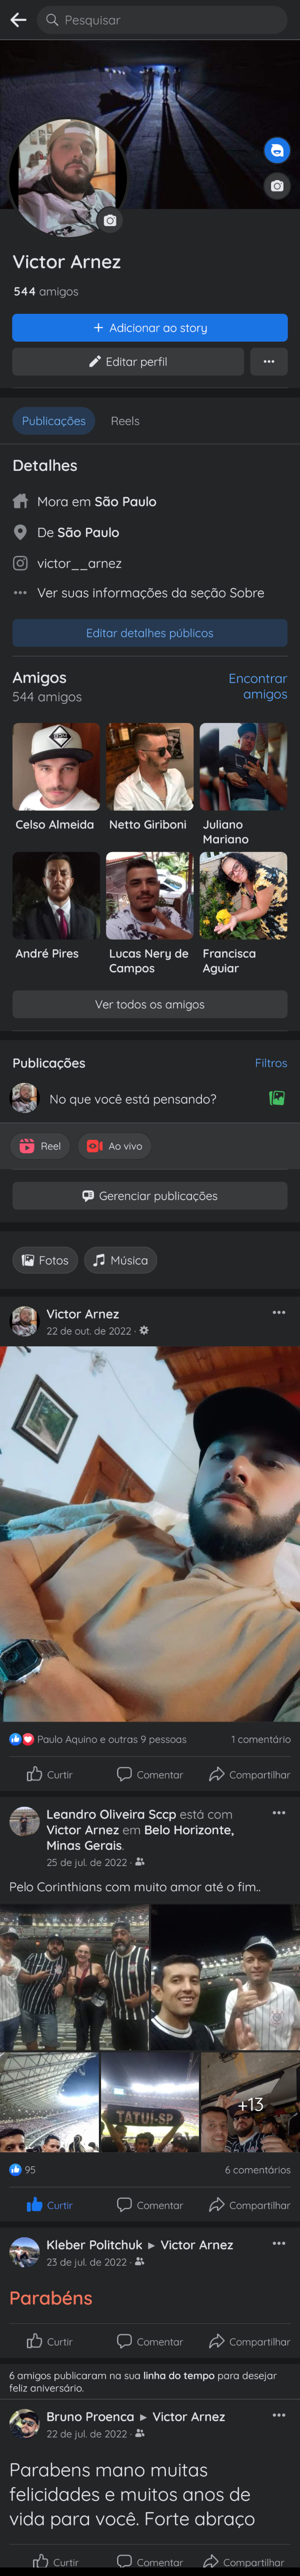 Pesquisar
Victor Arnez
544 amigos
Adicionar ao story
Editar perfil
Publicações
Reels
Detalhes
Mora em São Paulo
De São Paulo
victor__arnez
Ver suas informações da seção Sobre
Editar detalhes públicos
Amigos
544 amigos
Encontrar
amigos
Celso Almeida
Netto Giriboni
Juliano
Mariano
André Pires
Lucas Nery de
Campos
Francisca
Aguiar
Ver todos os amigos
Publicações
Filtros
No que você está pensando?
Reel
Ao vivo
Gerenciar publicações
Fotos
Música
Victor Arnez
22 de out. de 2022 ·
Paulo Aquino e outras 9 pessoas
1 comentário
Curtir
Comentar
Compartilhar
Leandro Oliveira Sccp está com
Victor Arnez em Belo Horizonte,
Minas Gerais.
25 de jul. de 2022 ·
Pelo Corinthians com muito amor até o fim..
TATUI-SP
+13
95
6 comentários
Curtir
Comentar
Compartilhar
Kleber Politchuk ▸ Victor Arnez
23 de jul. de 2022 ·
Parabéns
Curtir
Comentar
Compartilhar
6 amigos publicaram na sua linha do tempo para desejar
feliz aniversário.
Bruno Proenca ▸ Victor Arnez
22 de jul. de 2022 ·
Parabens mano muitas
felicidades e muitos anos de
vida para você. Forte abraço
Curtir
Comentar
Compartilhar